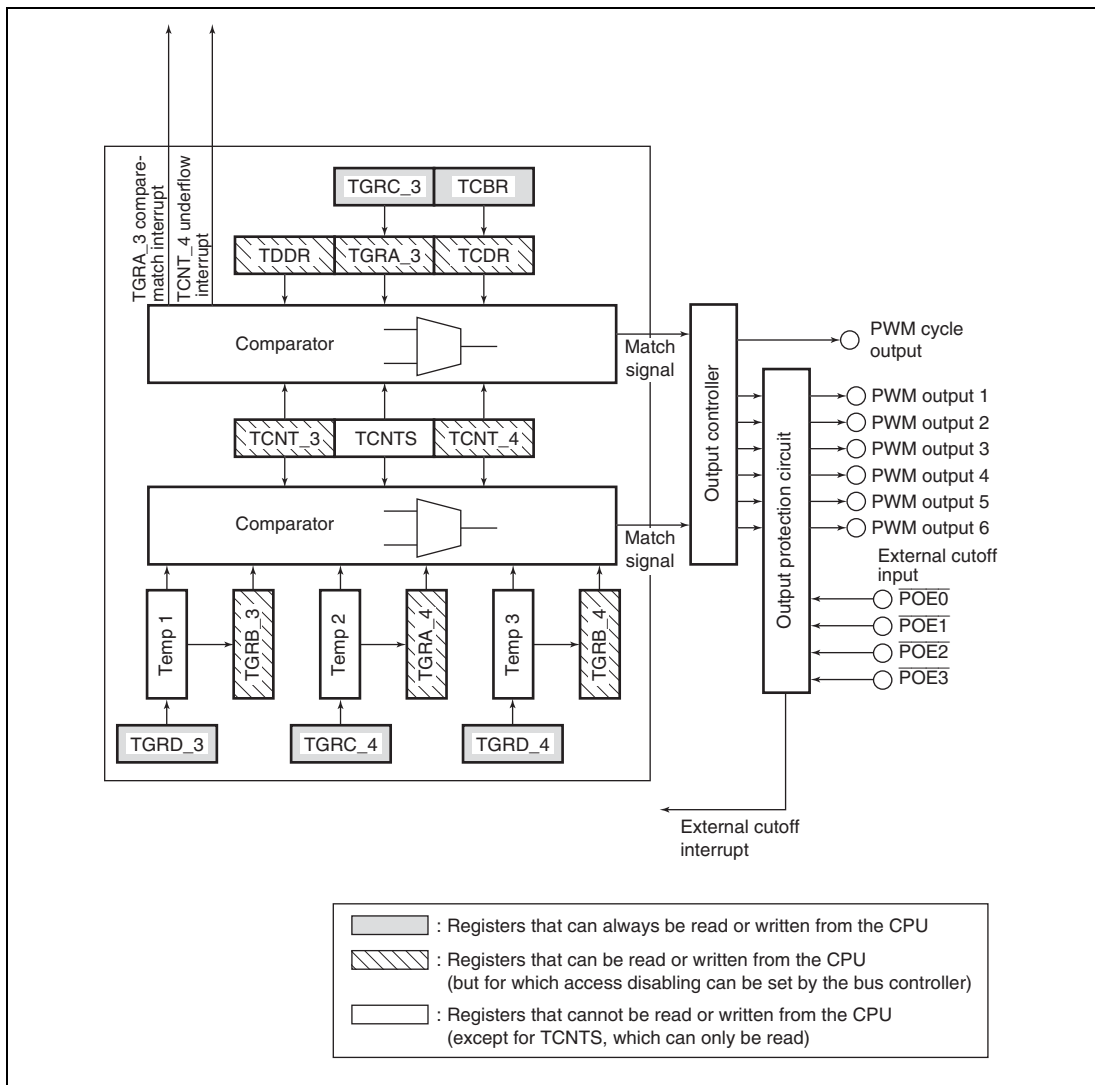 TGRA_3 compare-
match interrupt
TCNT_4 underflow
interrupt
TGRC_3
TCBR
TDDR
TGRA_3
TCDR
Comparator
Match
signal
Output controller
PWM cycle
output
Output protection circuit
PWM output 1
PWM output 2
PWM output 3
PWM output 4
PWM output 5
PWM output 6
TCNT_3
TCNTS
TCNT_4
Comparator
Match
signal
External cutoff
input
POE0
POE1
POE2
POE3
Temp 1
TGRB_3
Temp 2
TGRA_4
Temp 3
TGRB_4
TGRD_3
TGRC_4
TGRD_4
External cutoff
interrupt
: Registers that can always be read or written from the CPU
: Registers that can be read or written from the CPU
(but for which access disabling can be set by the bus controller)
: Registers that cannot be read or written from the CPU
(except for TCNTS, which can only be read)